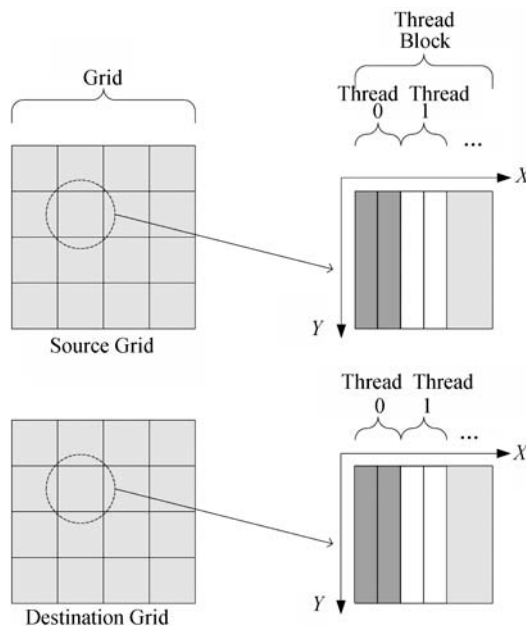 Thread
Block
Grid
Thread Thread
0 1
...
X
Y
Source Grid
Thread Thread
0 1
...
X
Y
Destination Grid